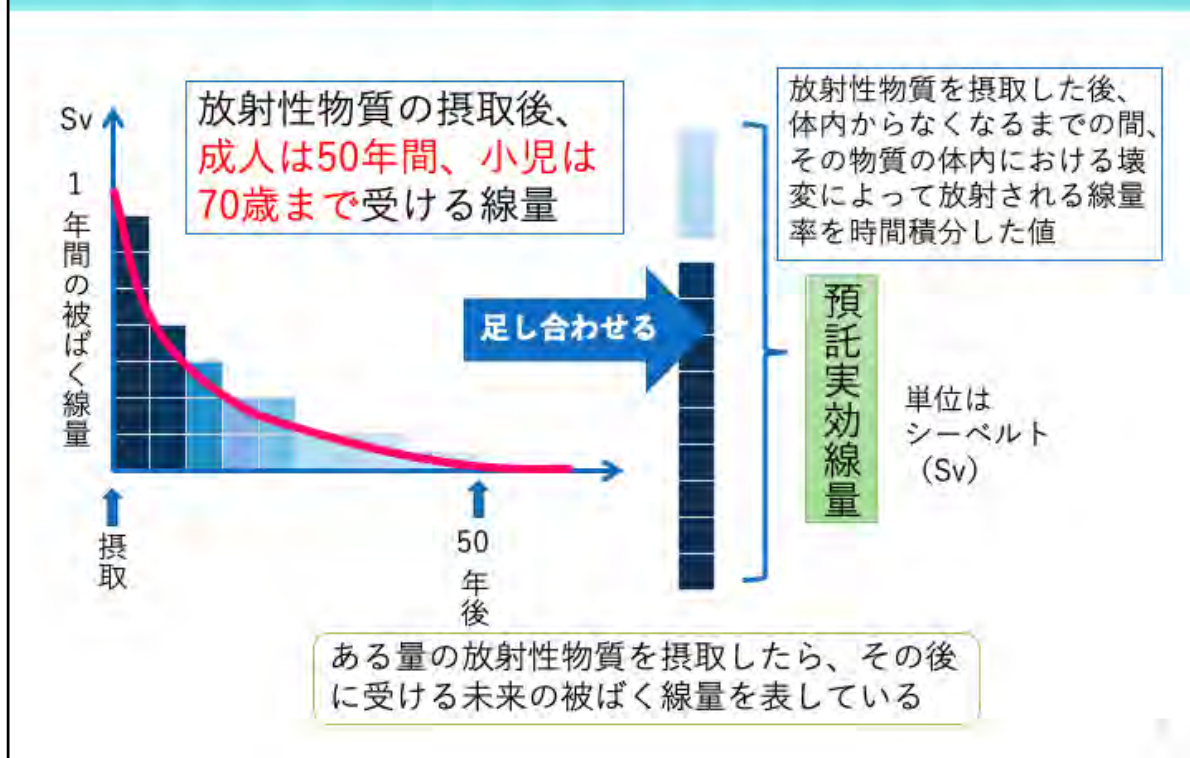 放射性物質の摂取後、
成人は50年間、小児は
70歳まで受ける線量
放射性物質を摂取した後、
体内からなくなるまでの間、
その物質の体内における壊
変によって放射される線量
率を時間積分した値
Sv
1年間の被ばく線量
足し合わせる
預託実効線量
単位は
シーベルト
（Sv）
摂取
50年後
ある量の放射性物質を摂取したら、その後
に受ける未来の被ばく線量を表している